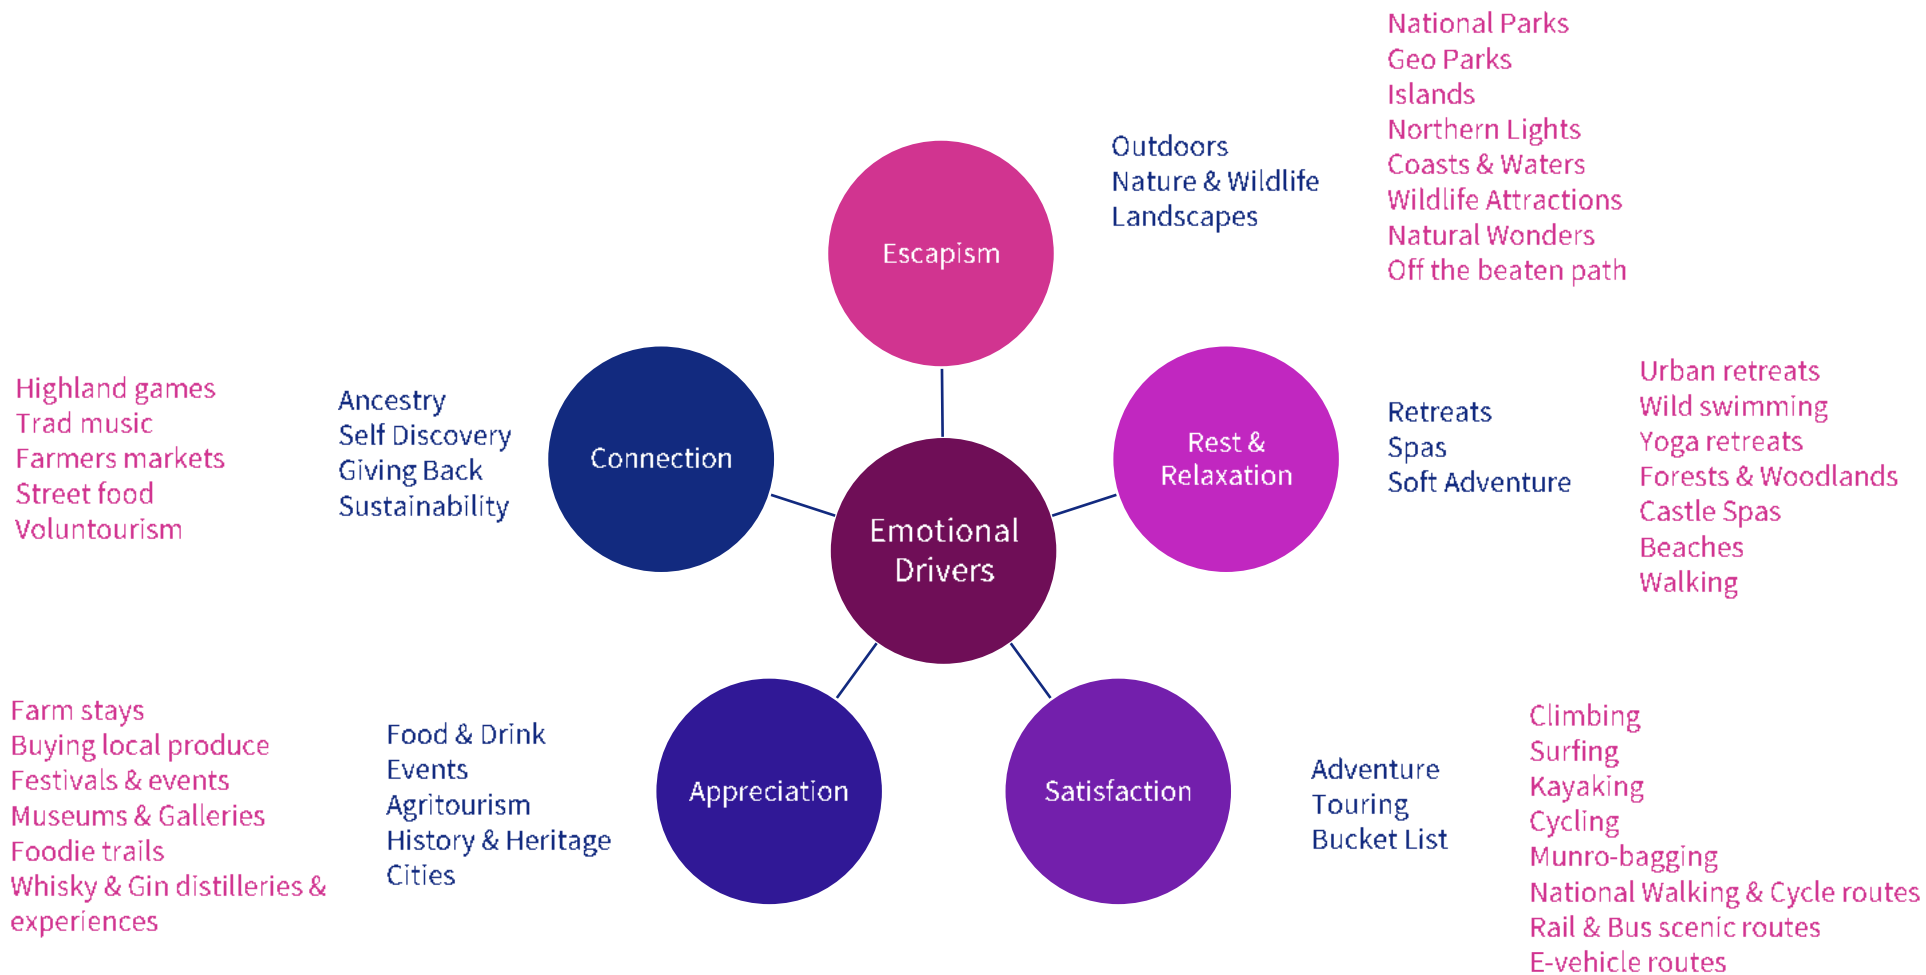 National Parks
Geo Parks
Islands
Northern Lights
Coasts & Waters
Wildlife Attractions
Natural Wonders
Off the beaten path
Outdoors
Nature & Wildlife
Landscapes
Escapism
Highland games
Trad music
Farmers markets
Street food
Voluntourism
Ancestry
Self Discovery
Giving Back
Sustainability
Connection
Rest &
Relaxation
Retreats
Spas
Soft Adventure
Urban retreats
Wild swimming
Yoga retreats
Forests & Woodlands
Castle Spas
Beaches
Walking
Emotional
Drivers
Farm stays
Buying local produce
Festivals & events
Museums & Galleries
Foodie trails
Whisky & Gin distilleries &
experiences
Food & Drink
Events
Agritourism
History & Heritage
Cities
Appreciation
Satisfaction
Adventure
Touring
Bucket List
Climbing
Surfing
Kayaking
Cycling
Munro-bagging
National Walking & Cycle routes
Rail & Bus scenic routes
E-vehicle routes